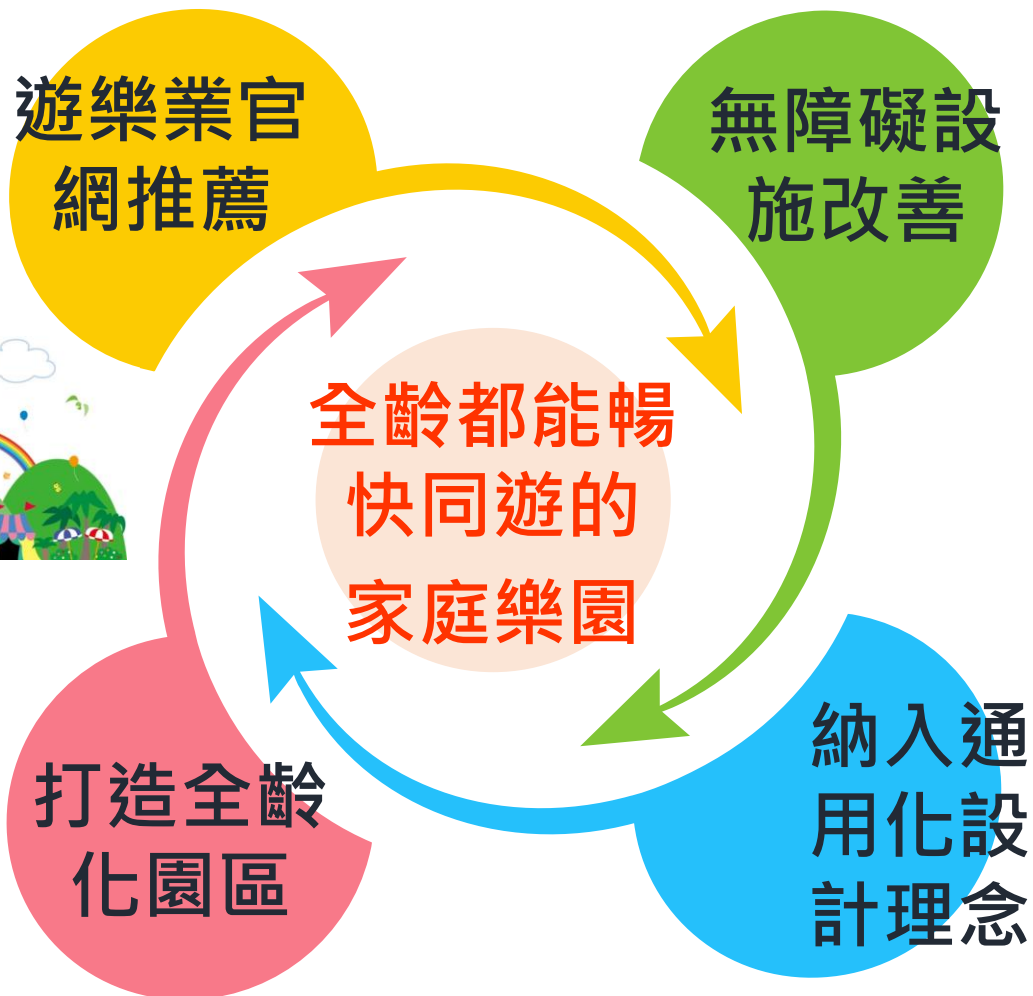 遊樂業官
網推薦
無障礙設
施改善
全齡都能暢
快同遊的
家庭樂園
打造全齡
化園區
納入通
用化設
計理念